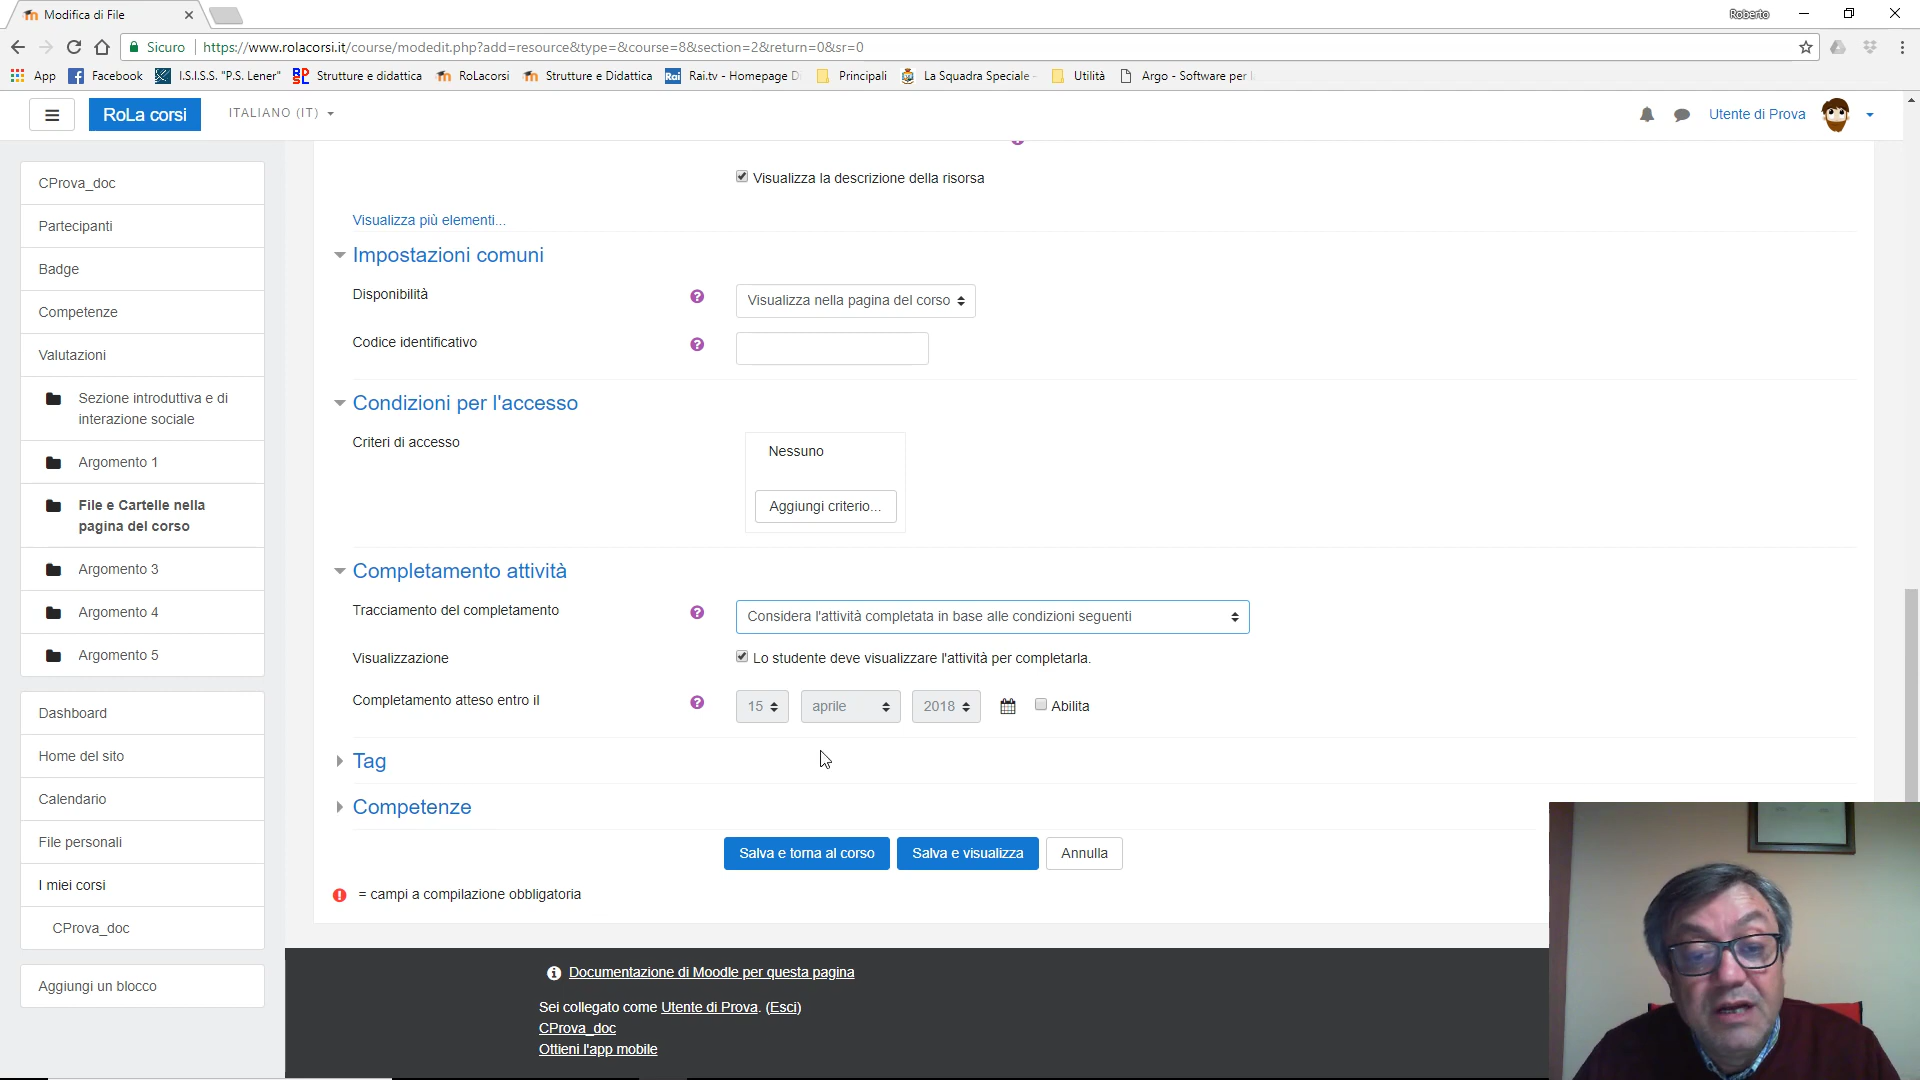 Modifica di File
Roberto
Sicuro
https://www.rolacorsi.it/course/modedit.php?add=resource&type=&course=8&section=2&return=0&sr=0
App
Facebook
I.S.I.S.S. "P.S. Lener"
Strutture e didattica
RoLacorsi
Strutture e Didattica
Rai.tv - Homepage
Principali
La Squadra Speciale
Utilità
Argo - Software per
RoLa corsi
ITALIANO (IT)
Utente di Prova
CProva_doc
Partecipanti
Badge
Competenze
Valutazioni
Sezione introduttiva e di
interazione sociale
Argomento 1
File e Cartelle nella
pagina del corso
Argomento 3
Argomento 4
Argomento 5
Dashboard
Home del sito
Calendario
File personali
I miei corsi
CProva_doc
Aggiungi un blocco
Visualizza la descrizione della risorsa
Visualizza più elementi...
Impostazioni comuni
Disponibilità
Visualizza nella pagina del corso
Codice identificativo
Condizioni per l'accesso
Criteri di accesso
Nessuno
Aggiungi criterio...
Completamento attività
Tracciamento del completamento
Considera l'attività completata in base alle condizioni seguenti
Visualizzazione
Lo studente deve visualizzare l'attività per completarla.
Completamento atteso entro il
15
aprile
2018
Abilita
Tag
Competenze
Salva e torna al corso
Salva e visualizza
Annulla
= campi a compilazione obbligatoria
Documentazione di Moodle per questa pagina
Sei collegato come Utente di Prova. (Esci)
CProva_doc
Ottieni l'app mobile